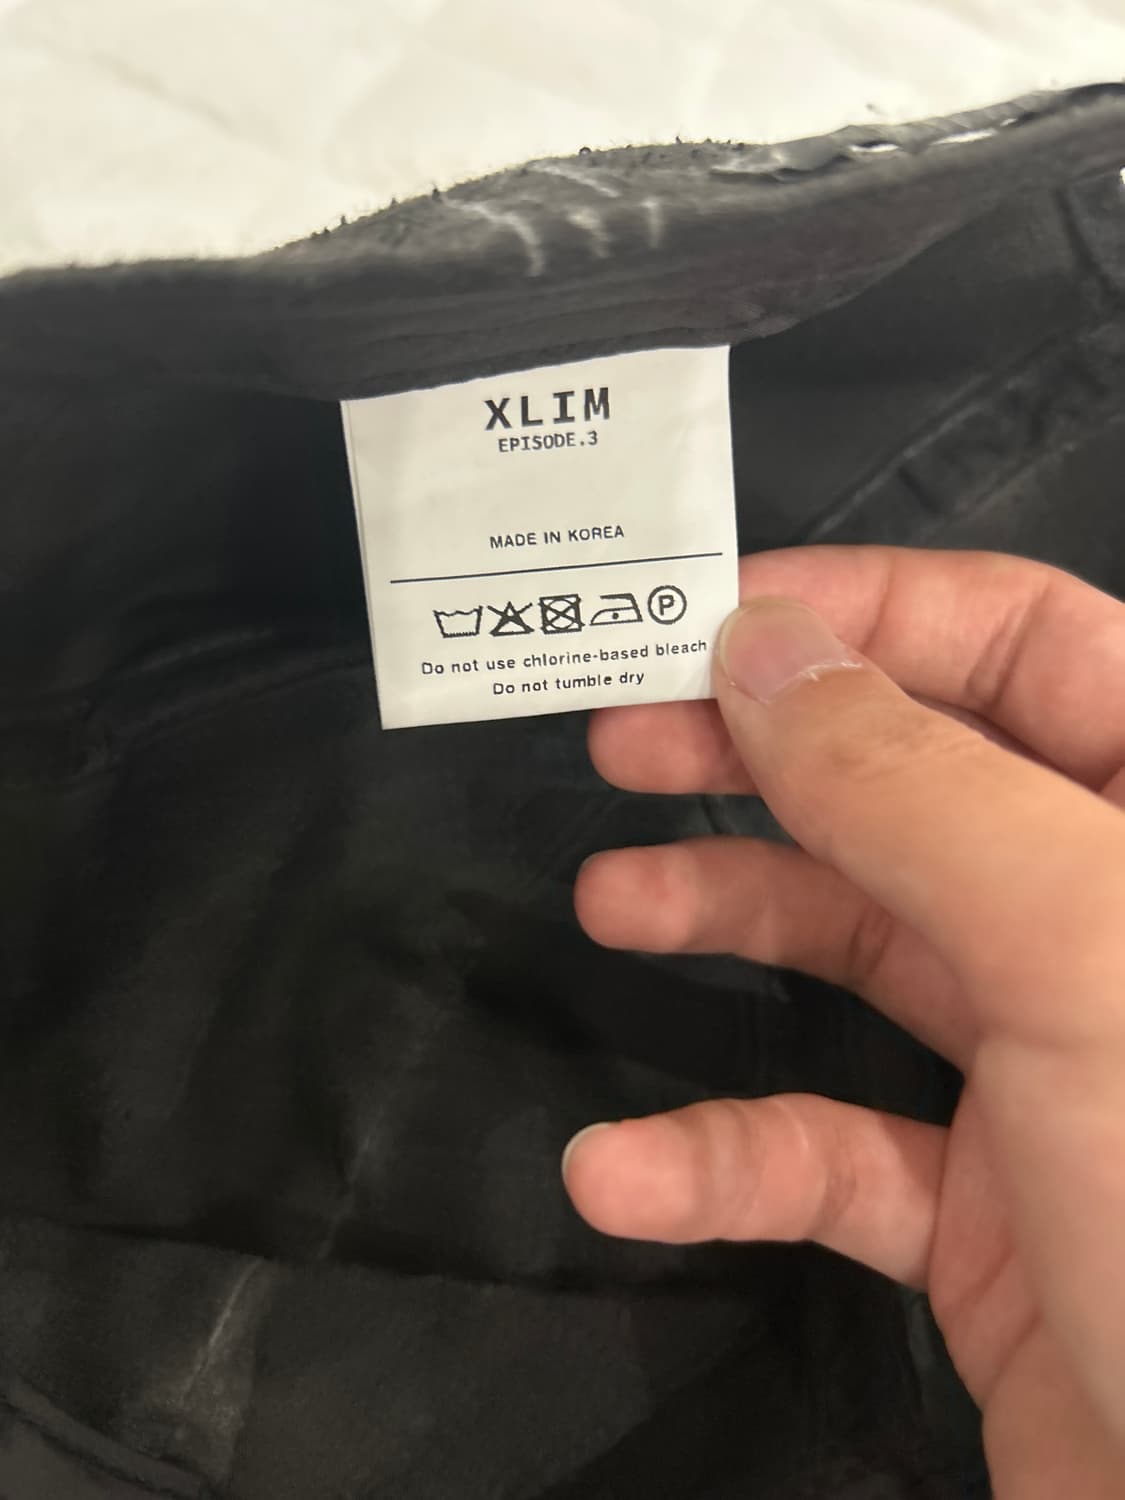 XLIM
EPISODE.3
MADE IN KOREA
P
Do not use chlorine-based bleach
Do not tumble dry